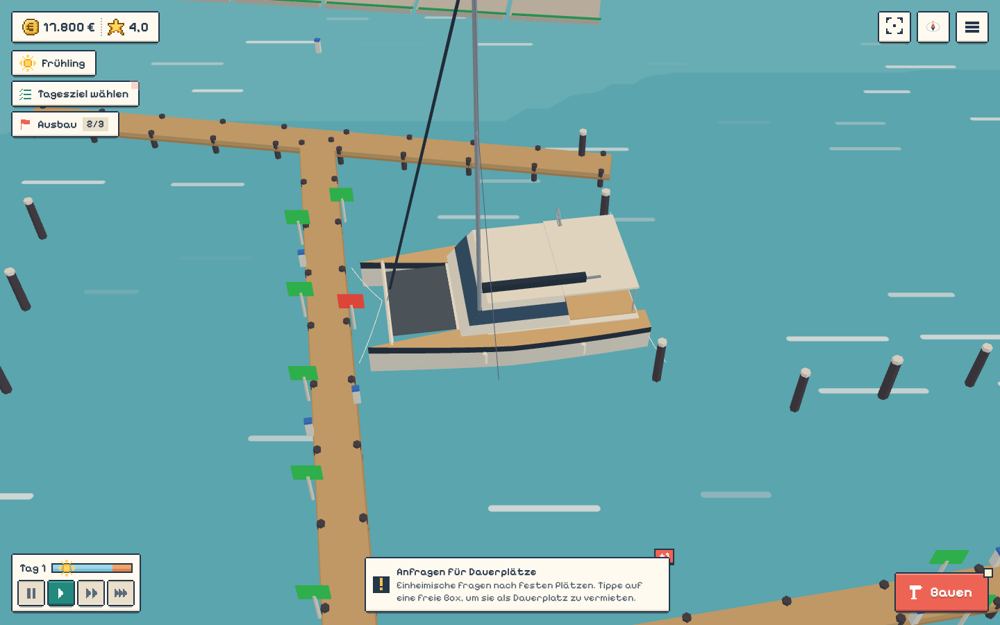 17.800 € 4,0
Frühling
Tagesziel wählen
Ausbau 2/3
Tag 1
Anfragen für Dauerplätze
Einheimische fragen nach festen Plätzen. Tippe auf
eine freie Box, um sie als Dauerplatz zu vermieten.
Bauen